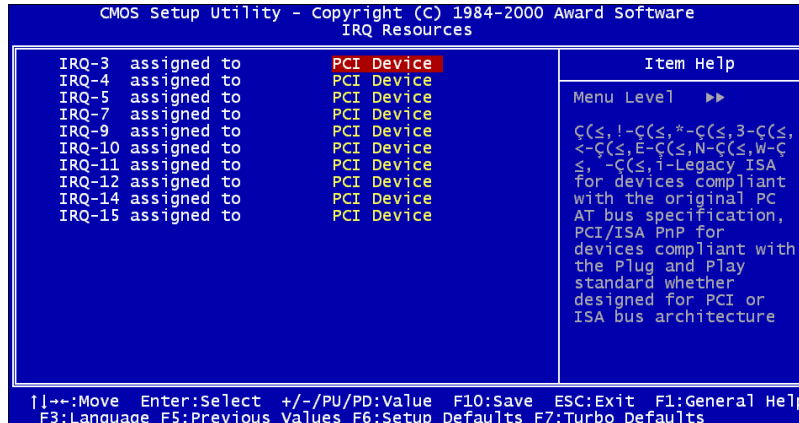 CMOS Setup Utility - Copyright (C) 1984-2000 Award Software
IRQ Resources
IRQ-3 assigned to PCI Device
IRQ-4 assigned to PCI Device
IRQ-5 assigned to PCI Device
IRQ-7 assigned to PCI Device
IRQ-9 assigned to PCI Device
IRQ-10 assigned to PCI Device
IRQ-11 assigned to PCI Device
IRQ-12 assigned to PCI Device
IRQ-14 assigned to PCI Device
IRQ-15 assigned to PCI Device
Item Help
Menu Level ►►
Ç(≤,!-Ç(≤,*-Ç(≤,3-Ç(≤,
<-Ç(≤,E-Ç(≤,N-Ç(≤,W-Ç
≤, -Ç(≤,i-Legacy ISA
for devices compliant
with the original PC
AT bus specification,
PCI/ISA PnP for
devices compliant with
the Plug and Play
standard whether
designed for PCI or
ISA bus architecture
↑↓→←:Move Enter:Select +/-/PU/PD:Value F10:Save ESC:Exit F1:General Help
F3:Language F5:Previous Values F6:Setup Defaults F7:Turbo Defaults